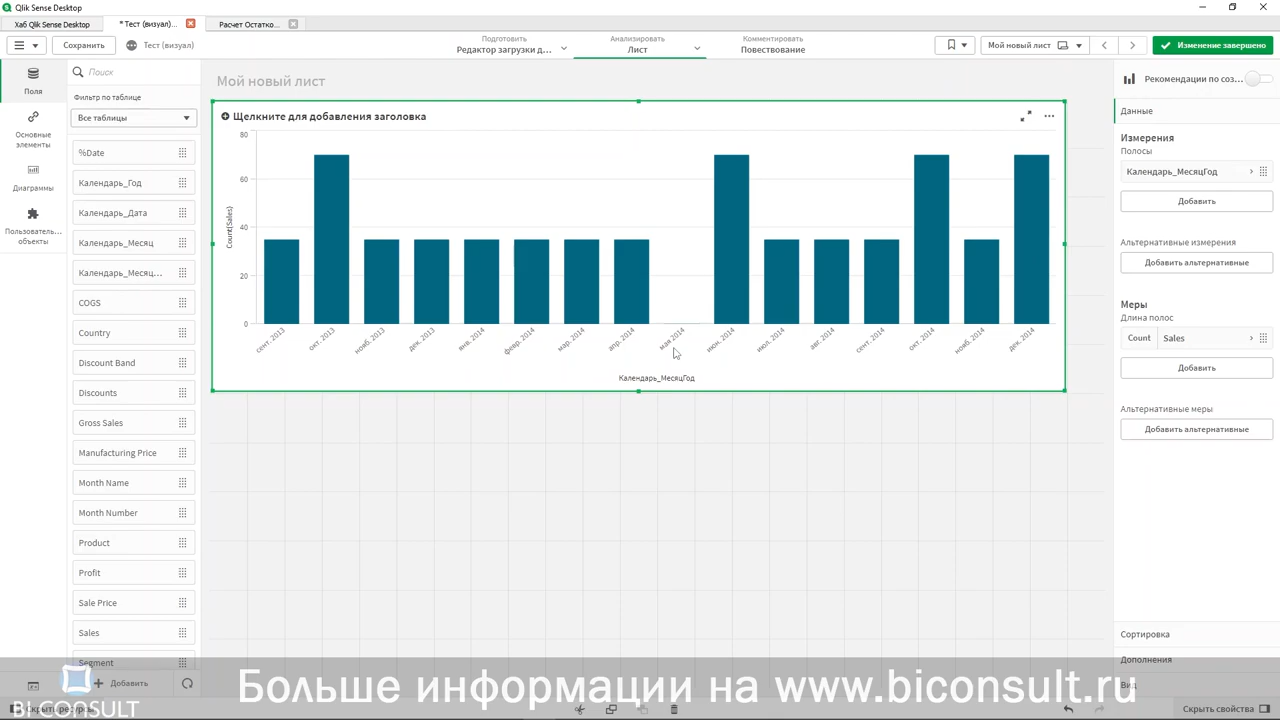 Qlik Sense Desktop
Хаб Qlik Sense Desktop
* Тест (визуал)...
Расчет Остатко...
Сохранить
Тест (визуал)
Подготовить
Редактор загрузки д...
Анализировать
Лист
Комментировать
Повествование
Мой новый лист
Изменение завершено
Поля
Основные
элементы
Диаграммы
Пользователь...
объекты
Поиск
Фильтр по таблице
Все таблицы
%Date
Календарь_Год
Календарь_Дата
Календарь_Месяц
Календарь_Месяц...
COGS
Country
Discount Band
Discounts
Gross Sales
Manufacturing Price
Month Name
Month Number
Product
Profit
Sale Price
Sales
Segment
Добавить
Мой новый лист
Щелкните для добавления заголовка
Count(Sales)
80
60
40
20
0
сент. 2013
окт. 2013
нояб. 2013
дек. 2013
янв. 2014
февр. 2014
мар. 2014
апр. 2014
мая 2014
июн. 2014
июл. 2014
авг. 2014
сент. 2014
окт. 2014
нояб. 2014
дек. 2014
Календарь_МесяцГод
Рекомендации по соз...
Данные
Измерения
Полосы
Календарь_МесяцГод
Добавить
Альтернативные измерения
Добавить альтернативные
Меры
Длина полос
Count
Sales
Добавить
Альтернативные меры
Добавить альтернативные
Сортировка
Дополнения
Вид
Больше информации на www.biconsult.ru
BI CONSULT
Скрыть ресурсы
Скрыть свойства